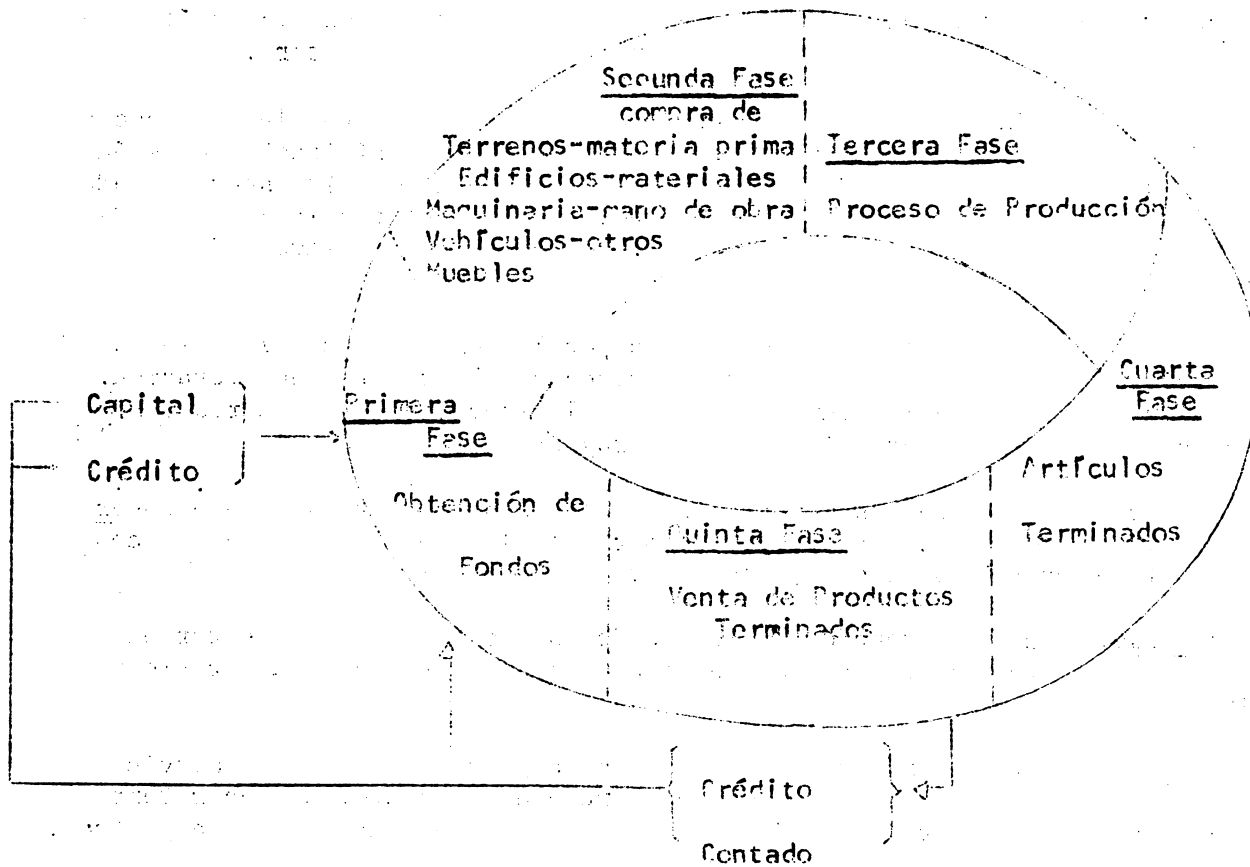 Segunda Fase
compra de
Terrenos-materia prima
Edificios-materiales
Maquinaria-mano de obra
Vehículos-otros
Muebles
Tercera Fase
Proceso de Producción
Cuarta
Fase
Artículos
Terminados
Capital
Crédito
Primera
Fase
Obtención de
Fondos
Quinta Fase
Venta de Productos
Terminados
Crédito
Contado